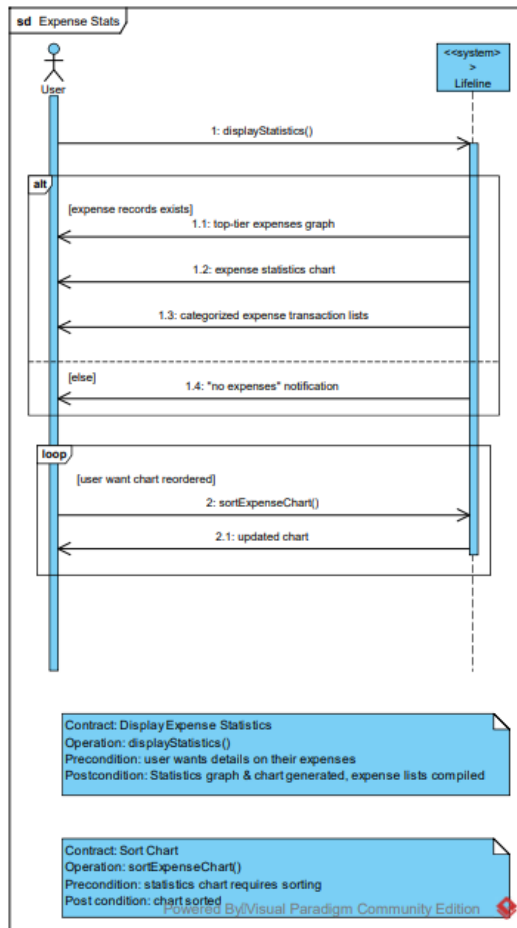 sd Expense Stats
<<system>
>
Lifeline
User
1: displayStatistics()
alt
[expense records exists]
1.1: top-tier expenses graph
1.2: expense statistics chart
1.3: categorized expense transaction lists
[else]
1.4: "no expenses" notification
loop
[user want chart reordered]
2: sortExpenseChart()
2.1: updated chart
Contract: Display Expense Statistics
Operation: displayStatistics()
Precondition: user wants details on their expenses
Postcondition: Statistics graph & chart generated, expense lists compiled
Contract: Sort Chart
Operation: sortExpenseChart()
Precondition: statistics chart requires sorting
Post condition: chart sorted
Powered By Visual Paradigm Community Edition